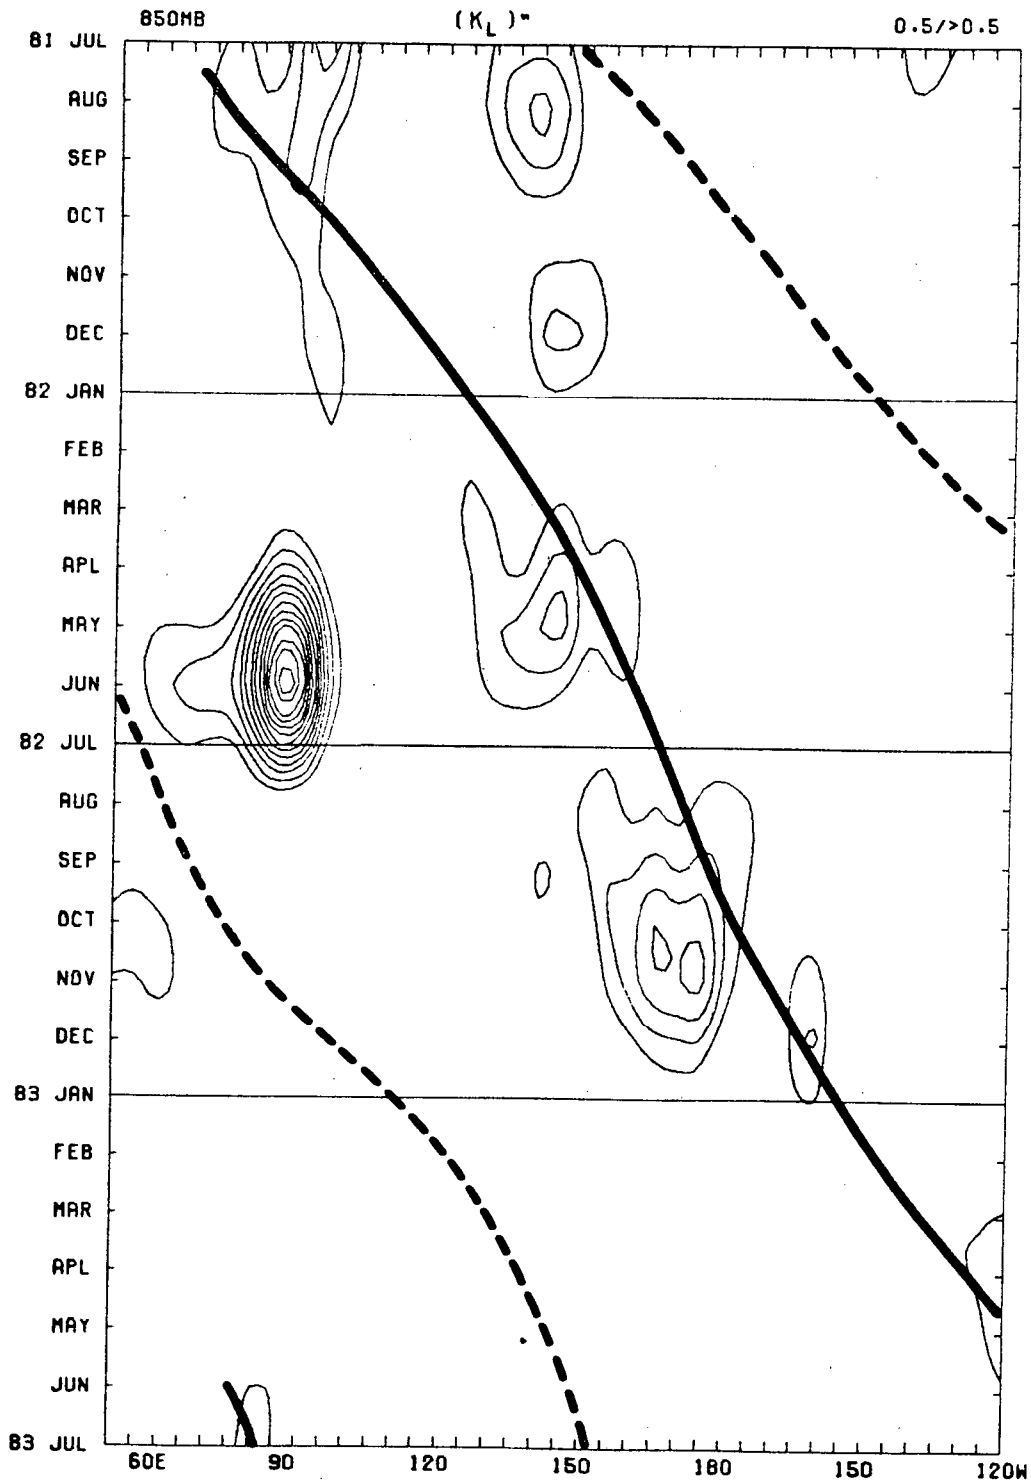 850MB (K_L)" 0.5/>0.5
81 JUL
AUG
SEP
OCT
NOV
DEC
82 JAN
FEB
MAR
APL
MAY
JUN
82 JUL
AUG
SEP
OCT
NOV
DEC
83 JAN
FEB
MAR
APL
MAY
JUN
83 JUL
60E 90 120 150 180 150 120W